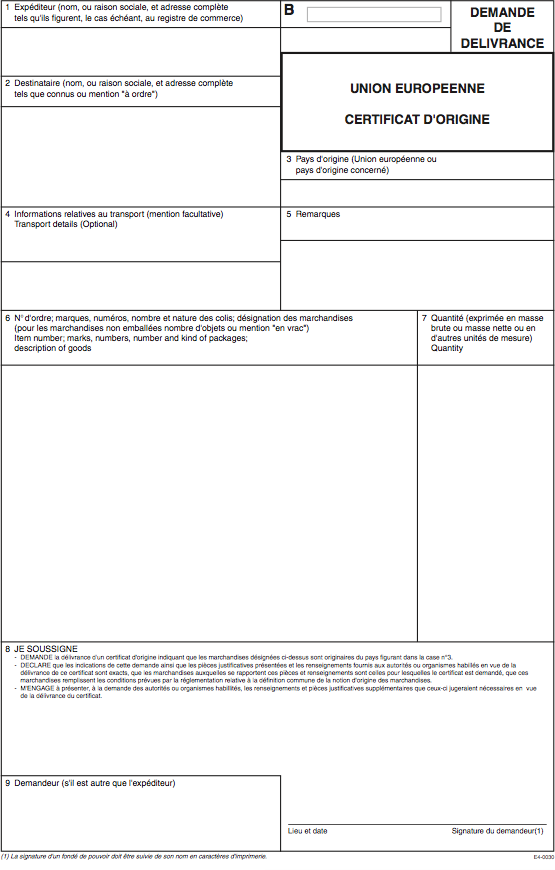 1 Expéditeur (nom, ou raison sociale, et adresse complète
tels qu'ils figurent, le cas échéant, au registre de commerce)
B
DEMANDE
DE
DELIVRANCE
2 Destinataire (nom, ou raison sociale, et adresse complète
tels que connus ou mention "à ordre")
UNION EUROPEENNE
CERTIFICAT D'ORIGINE
3 Pays d'origine (Union européenne ou
pays d'origine concerné)
4 Informations relatives au transport (mention facultative)
Transport details (Optional)
5 Remarques
6 N° d'ordre; marques, numéros, nombre et nature des colis; désignation des marchandises
(pour les marchandises non emballées nombre d'objets ou mention "en vrac")
Item number; marks, numbers, number and kind of packages;
description of goods
7 Quantité (exprimée en masse
brute ou masse nette ou en
d'autres unités de mesure)
Quantity
8 JE SOUSSIGNE
- DEMANDE la délivrance d'un certificat d'origine indiquant que les marchandises désignées ci-dessus sont originaires du pays figurant dans la case n°3.
- DECLARE que les indications de cette demande ainsi que les pièces justificatives présentées et les renseignements fournis aux autorités ou organismes habilés en vue de la
délivrance de ce certificat sont exacts, que les marchandises auxquelles se rapportent ces pièces et renseignements sont celles pour lesquelles le certificat est demandé, que ces
marchandises remplissent les conditions prévues par la réglementation relative à la définition commune de la notion d'origine des marchandises.
- M'ENGAGE à présenter, à la demande des autorités ou organismes habilités, les renseignements et pièces justificatives supplémentaires que ceux-ci jugeraient nécessaires en vue
de la délivrance du certificat.
9 Demandeur (s'il est autre que l'expéditeur)
Lieu et date
Signature du demandeur(1)
(1) La signature d'un fondé de pouvoir doit être suivie de son nom en caractères d'imprimerie.
E4-0030